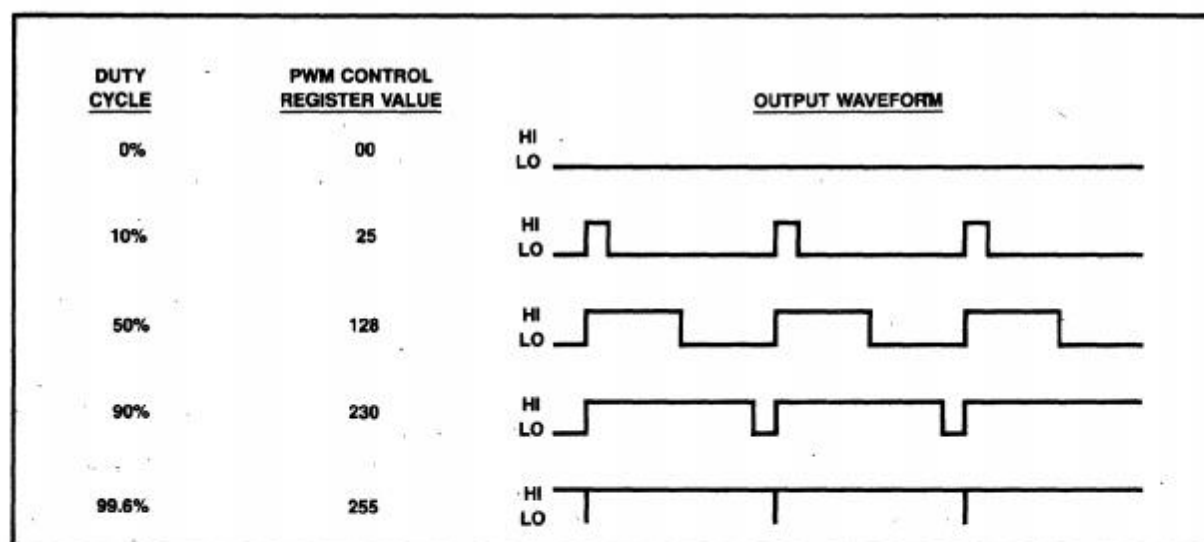 DUTY CYCLE PWM CONTROL REGISTER VALUE OUTPUT WAVEFORM
0% 00 HI LO
10% 25 HI LO
50% 128 HI LO
90% 230 HI LO
99.6% 255 HI LO